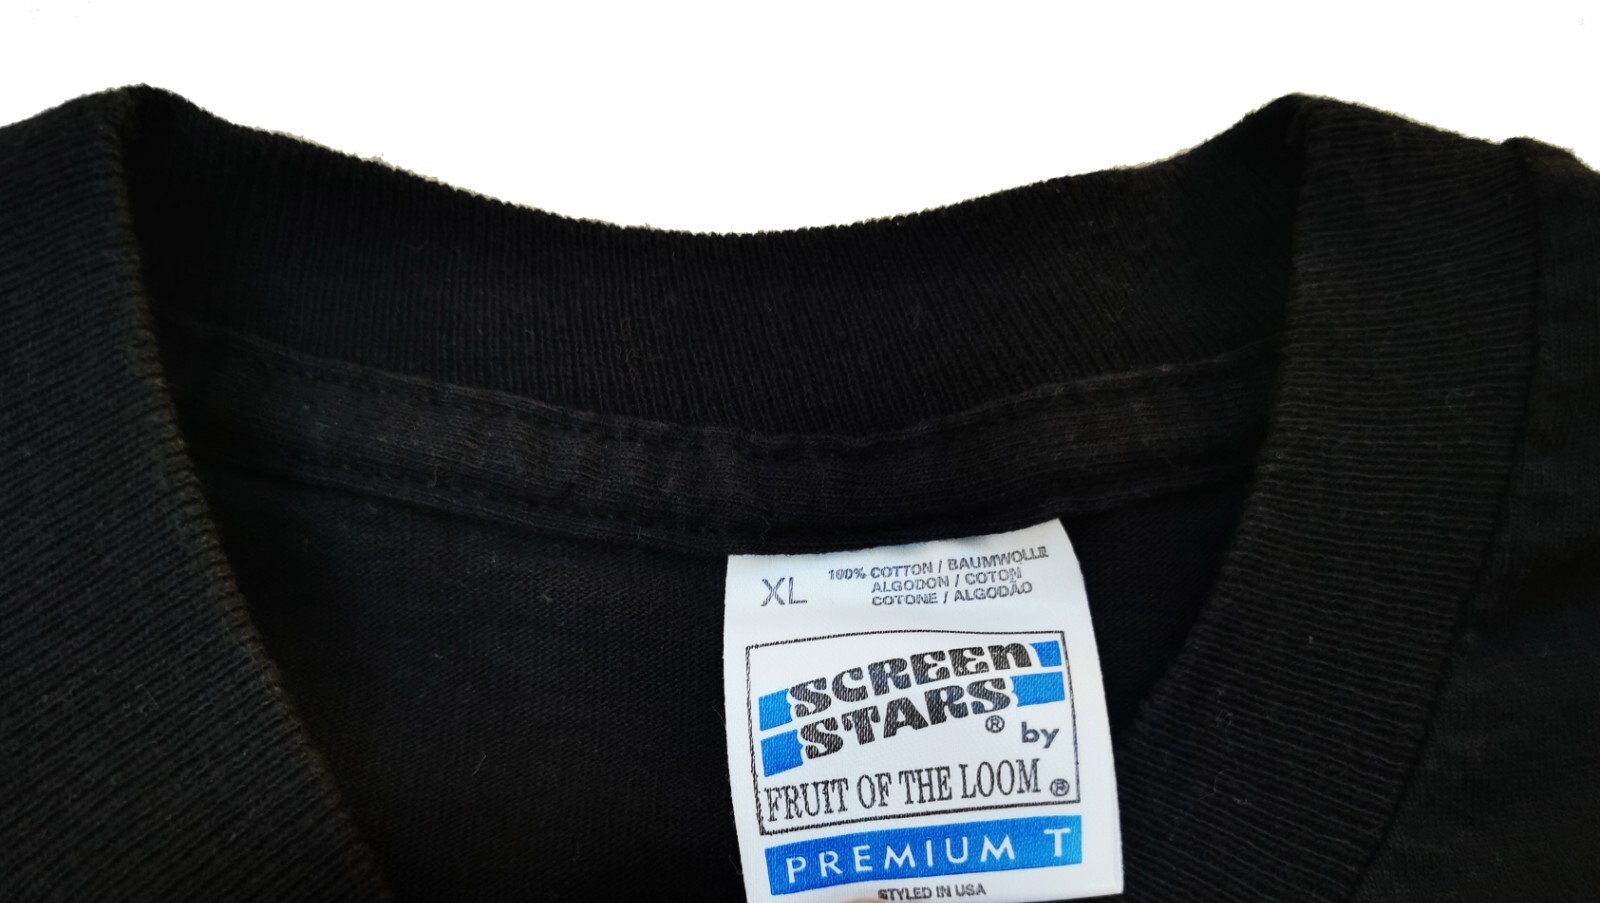 XL
100% COTTON / BAUMWOLLE
ALGODON / COTON
COTONE / ALGODÃO
SCREEN
STARS ®
by
FRUIT OF THE LOOM ®
PREMIUM T
STYLED IN USA